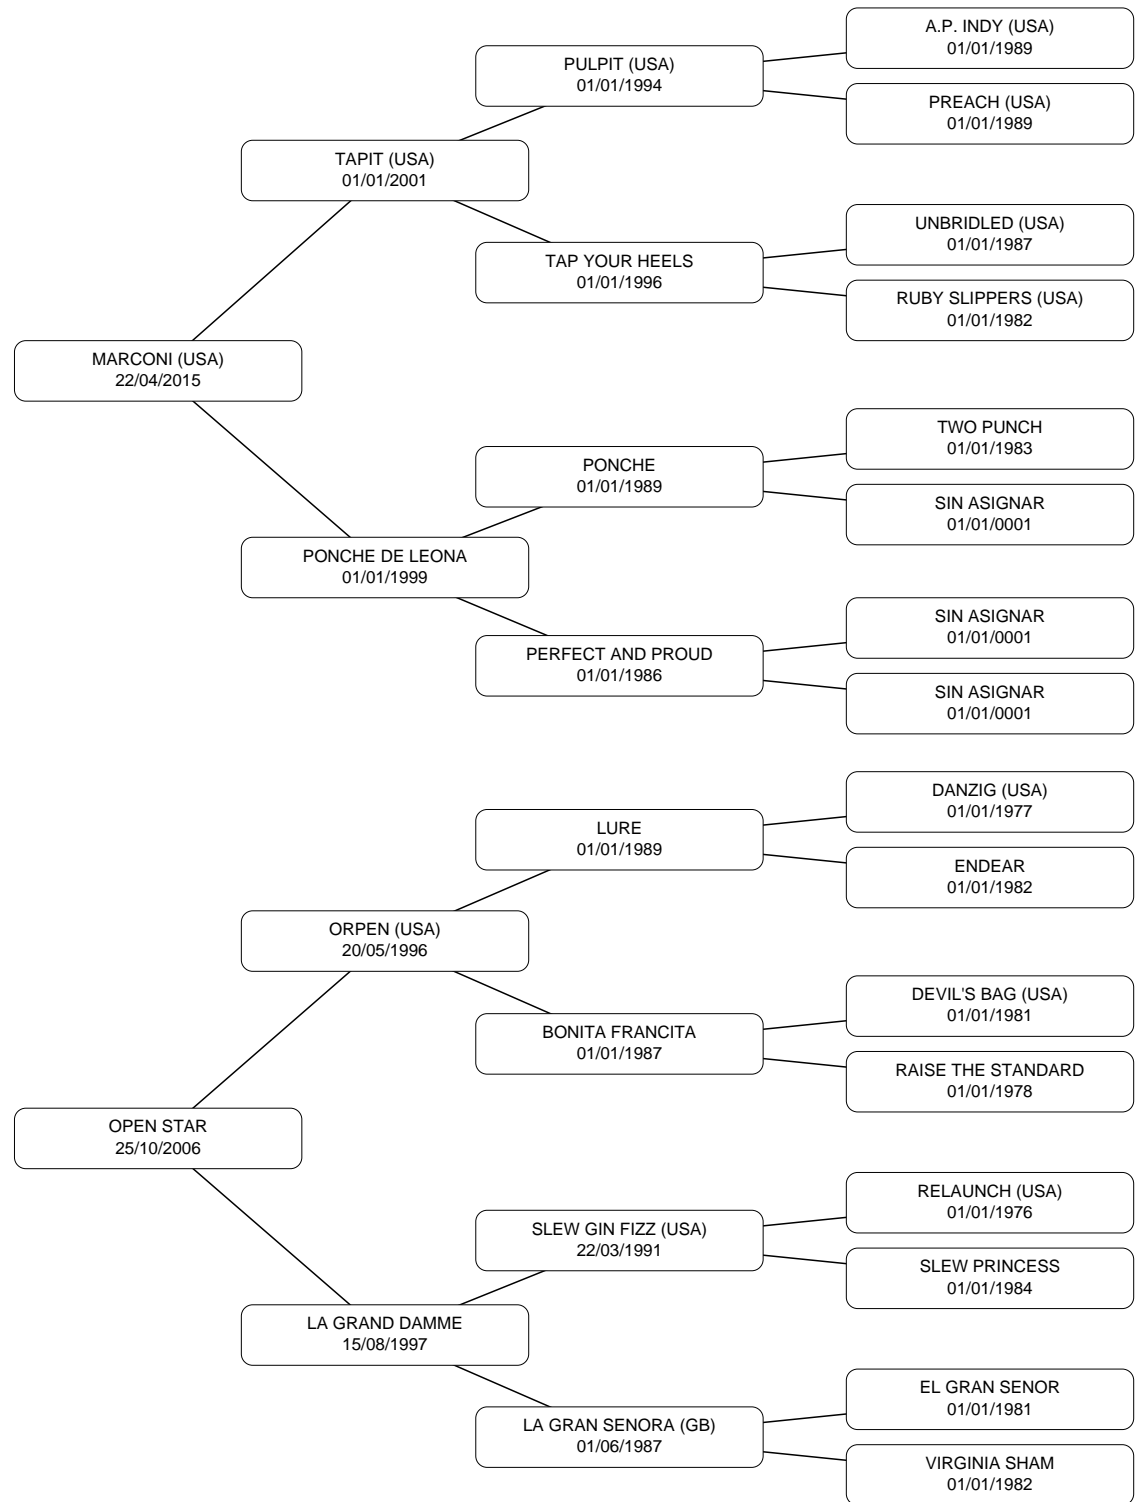 A.P. INDY (USA)
01/01/1989
PULPIT (USA)
01/01/1994
PREACH (USA)
01/01/1989
TAPIT (USA)
01/01/2001
UNBRIDLED (USA)
01/01/1987
TAP YOUR HEELS
01/01/1996
RUBY SLIPPERS (USA)
01/01/1982
MARCONI (USA)
22/04/2015
TWO PUNCH
01/01/1983
PONCHE
01/01/1989
SIN ASIGNAR
01/01/0001
PONCHE DE LEONA
01/01/1999
SIN ASIGNAR
01/01/0001
PERFECT AND PROUD
01/01/1986
SIN ASIGNAR
01/01/0001
DANZIG (USA)
01/01/1977
LURE
01/01/1989
ENDEAR
01/01/1982
ORPEN (USA)
20/05/1996
DEVIL'S BAG (USA)
01/01/1981
BONITA FRANCITA
01/01/1987
RAISE THE STANDARD
01/01/1978
OPEN STAR
25/10/2006
RELAUNCH (USA)
01/01/1976
SLEW GIN FIZZ (USA)
22/03/1991
SLEW PRINCESS
01/01/1984
LA GRAND DAMME
15/08/1997
EL GRAN SENOR
01/01/1981
LA GRAN SENORA (GB)
01/06/1987
VIRGINIA SHAM
01/01/1982